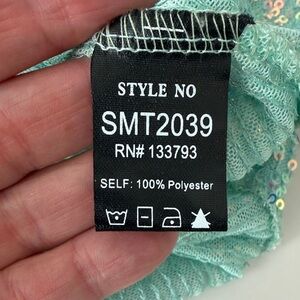 STYLE NO
SMT2039
RN# 133793
SELF: 100% Polyester